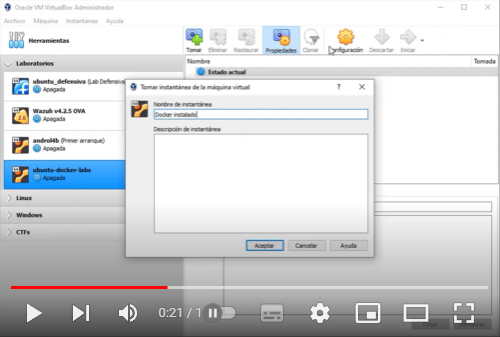 Oracle VM VirtualBox Administrador
Archivo Máquina Instantánea Ayuda
Herramientas
Tomar Eliminar Restaurar Propiedades Clonar Configuración Descartar Iniciar
Laboratorios
Nombre Tomada
ubuntu_defensiva (Lab Defensiva
Apagada
Estado actual
Wazuh v4.2.5 OVA
Apagada
androl4b (Primer arranque)
Apagada
ubuntu-docker-labs
Apagada
Linux
Windows
CTFs
Tomar instantánea de la máquina virtual
Nombre de instantánea
Docker instalado
Descripción de instantánea
Aceptar Cancelar Ayuda
0:21 / 1